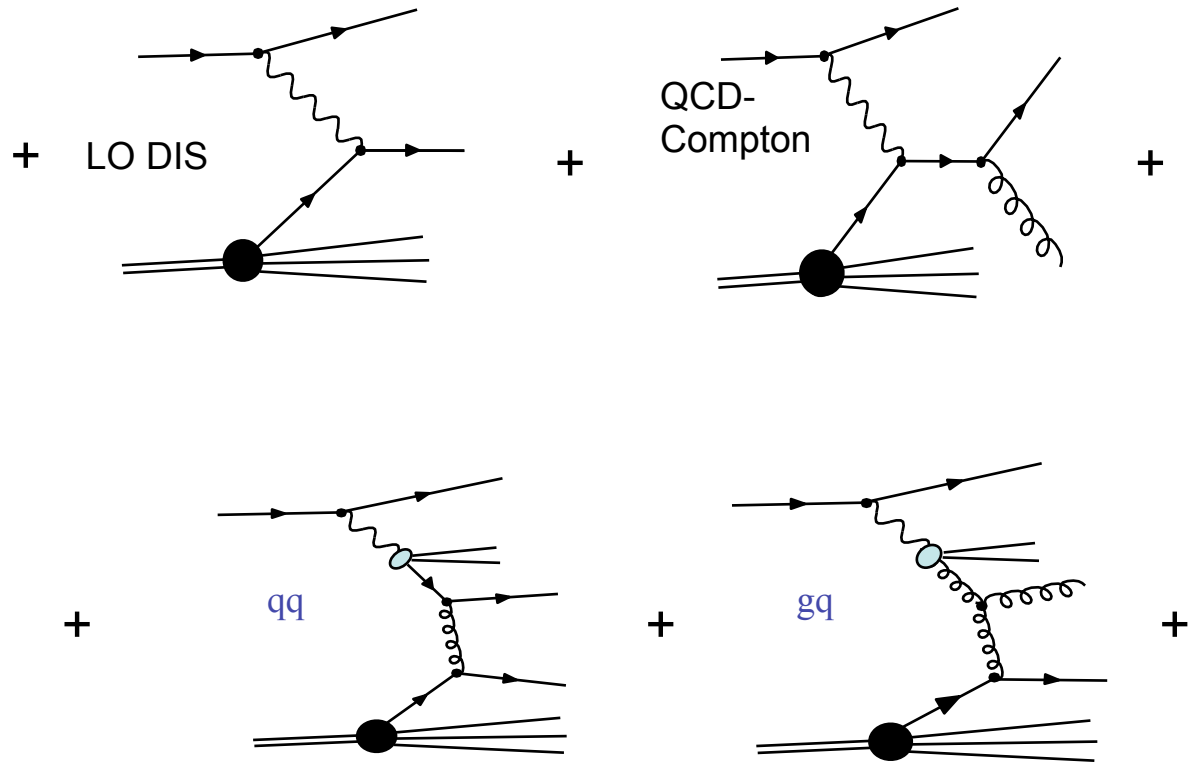 + LO DIS +
QCD-
Compton
+
+ qq + gq +